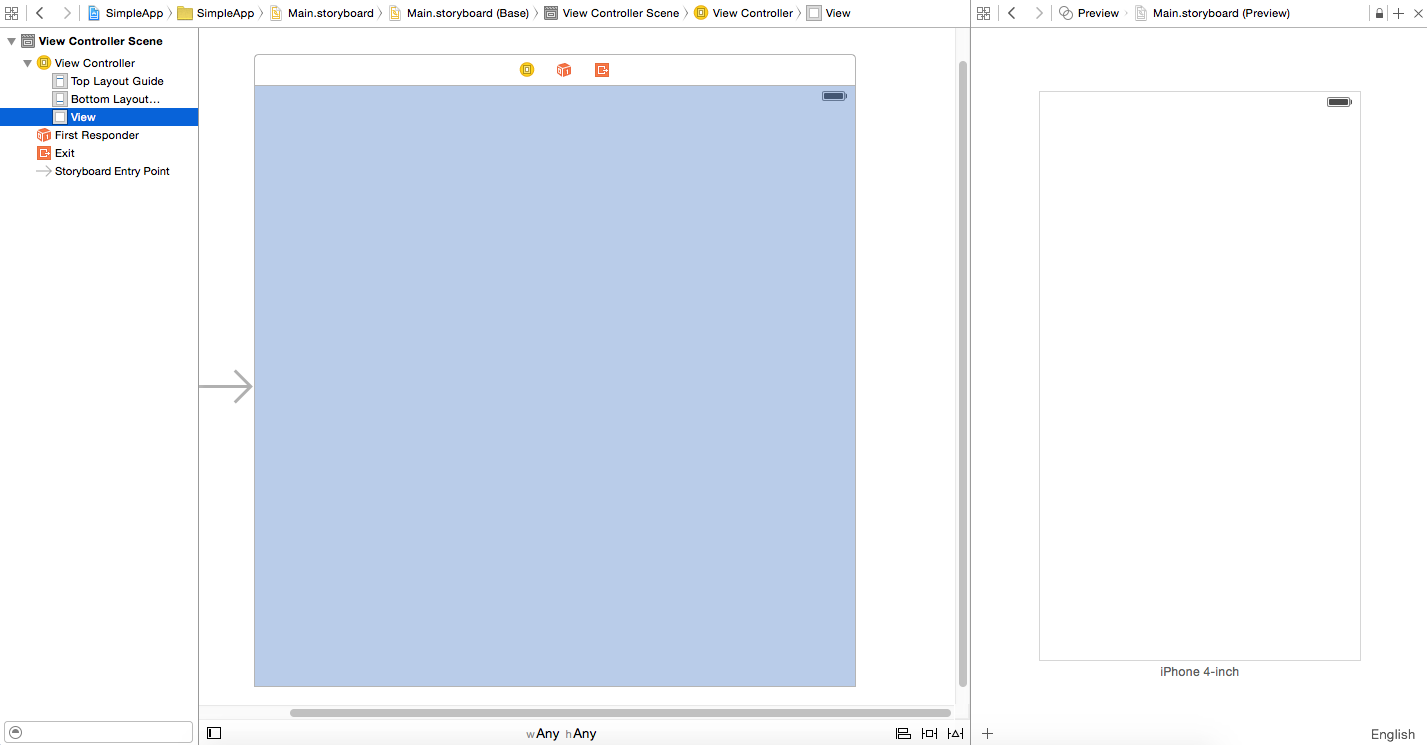 SimpleApp SimpleApp Main.storyboard Main.storyboard (Base) View Controller Scene View Controller View
Preview Main.storyboard (Preview)
View Controller Scene
View Controller
Top Layout Guide
Bottom Layout...
View
First Responder
Exit
Storyboard Entry Point
iPhone 4-inch
wAny hAny
English